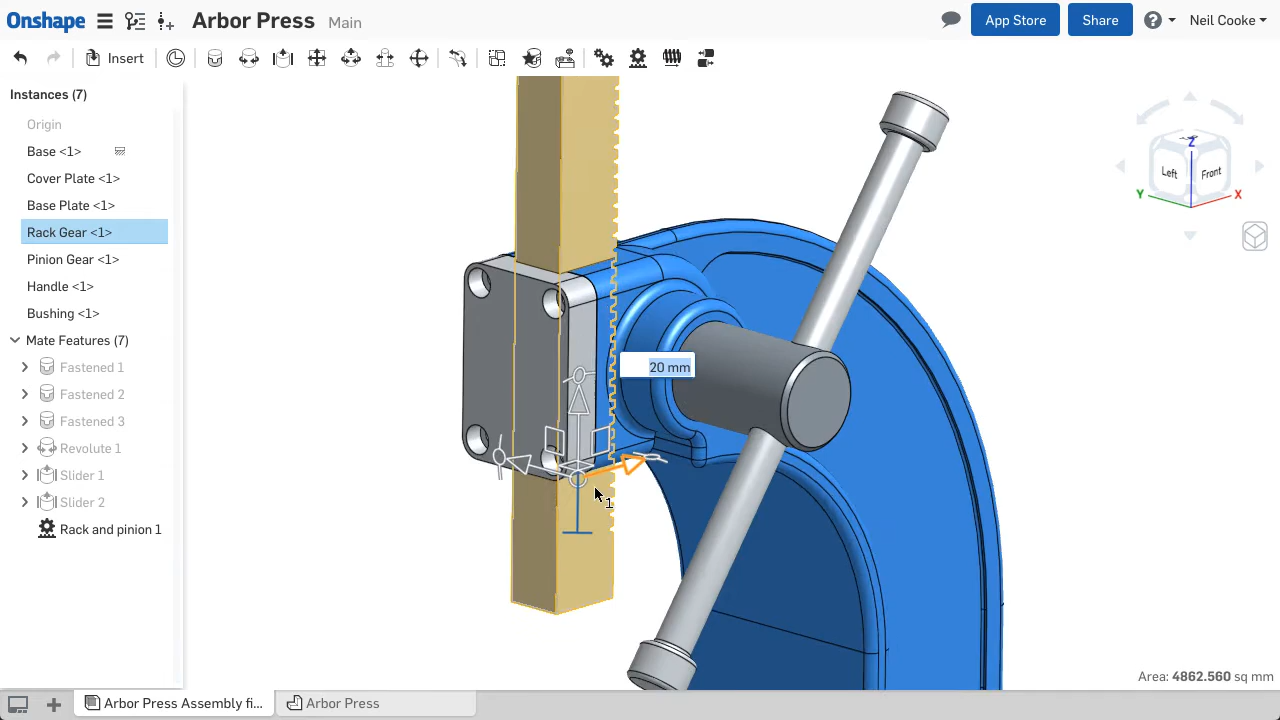 Onshape
Arbor Press Main
App Store
Share
Neil Cooke
Insert
Instances (7)
Origin
Base <1>
Cover Plate <1>
Base Plate <1>
Rack Gear <1>
Pinion Gear <1>
Handle <1>
Bushing <1>
Mate Features (7)
Fastened 1
Fastened 2
Fastened 3
Revolute 1
Slider 1
Slider 2
Rack and pinion 1
20 mm
1
Z
Left
Front
Y
X
Area: 4862.560 sq mm
Arbor Press Assembly fi...
Arbor Press